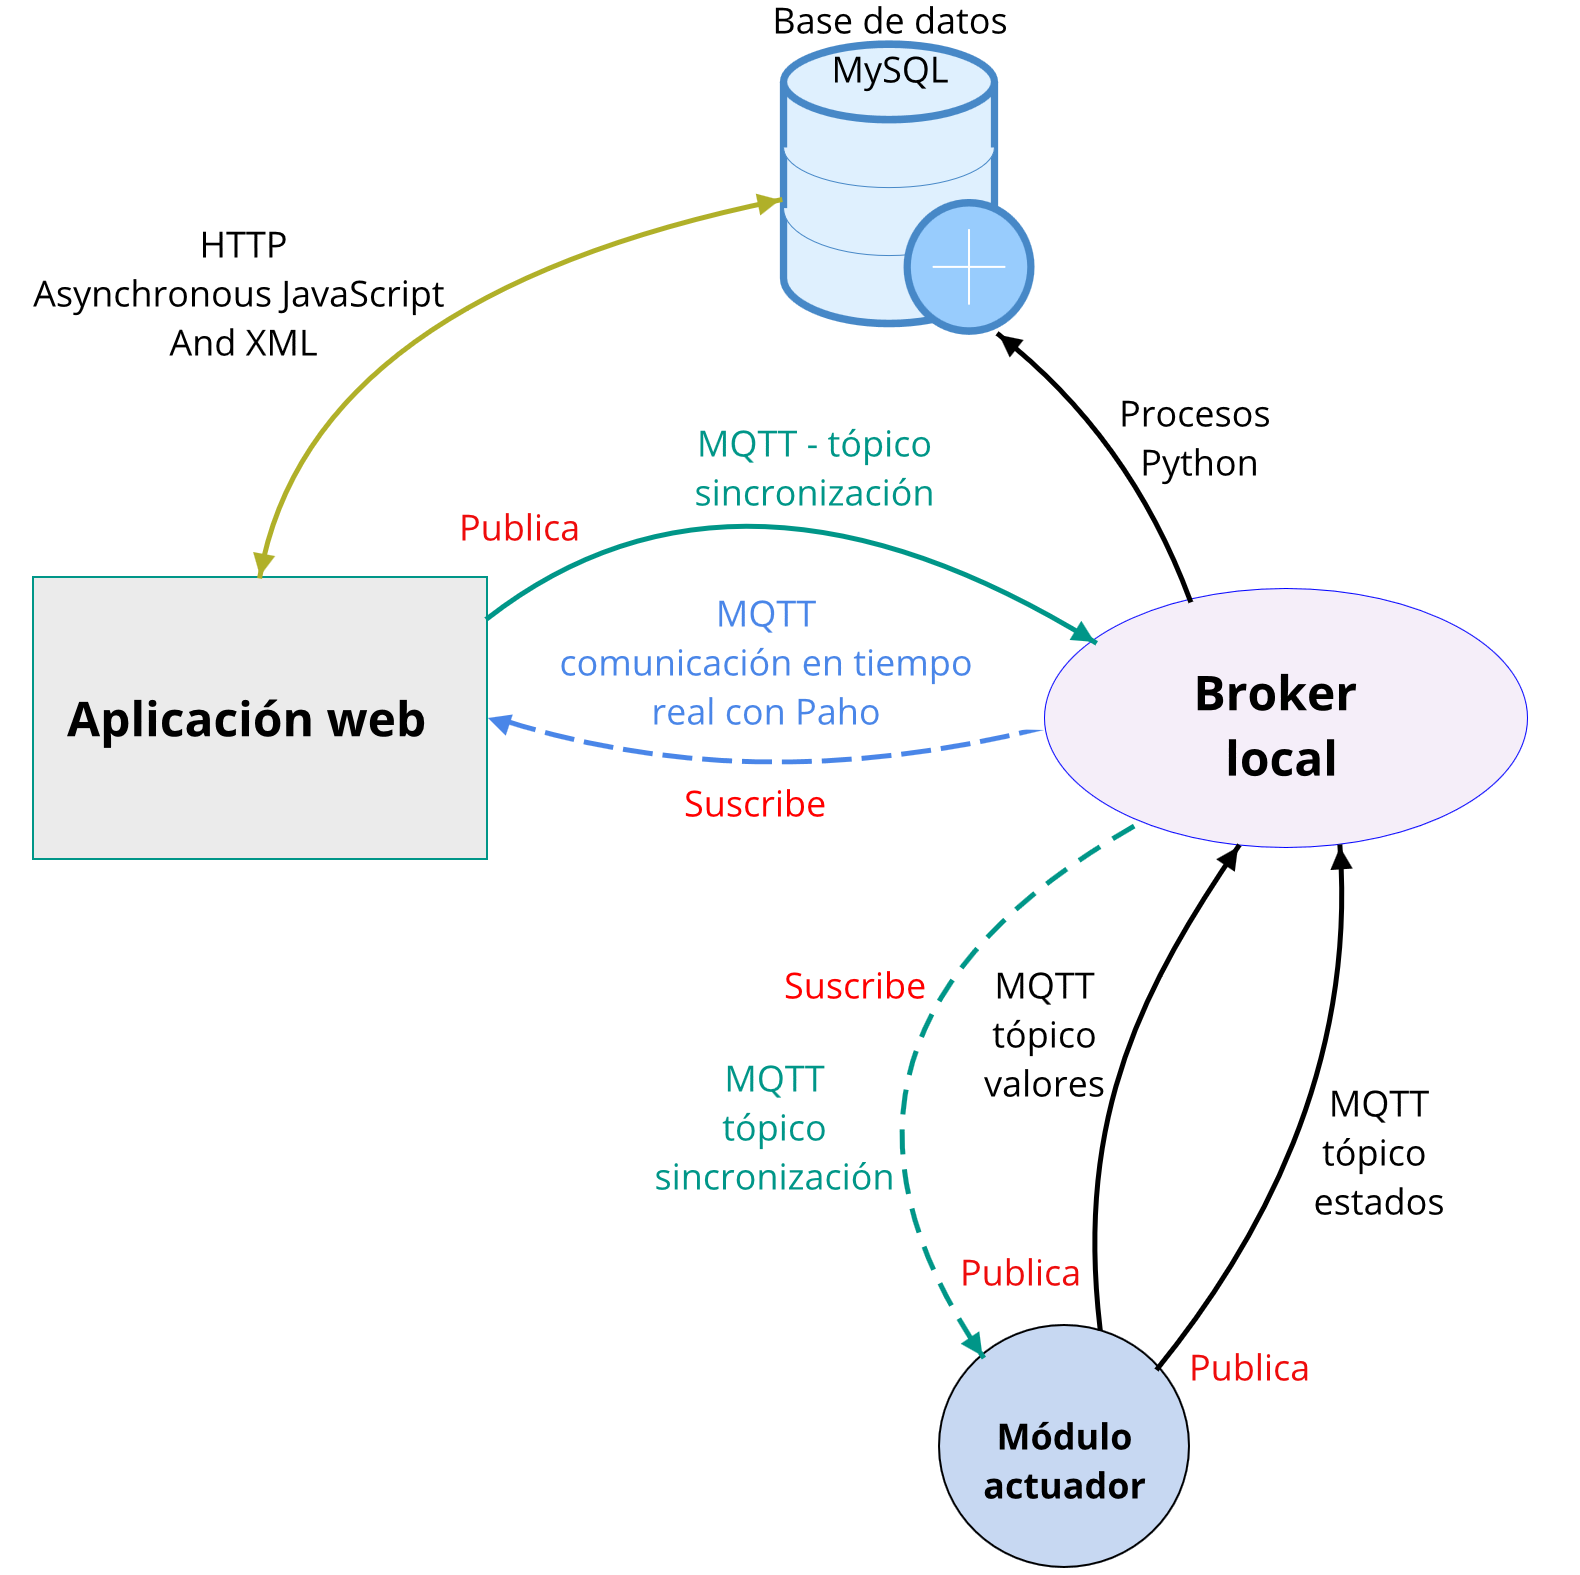 Base de datos
MySQL
HTTP
Asynchronous JavaScript
And XML
Procesos
Python
MQTT - tópico
sincronización
Publica
MQTT
comunicación en tiempo
real con Paho
Suscribe
Aplicación web
Broker
local
Suscribe
MQTT
tópico
valores
MQTT
tópico
sincronización
MQTT
tópico
estados
Publica
Publica
Módulo
actuador